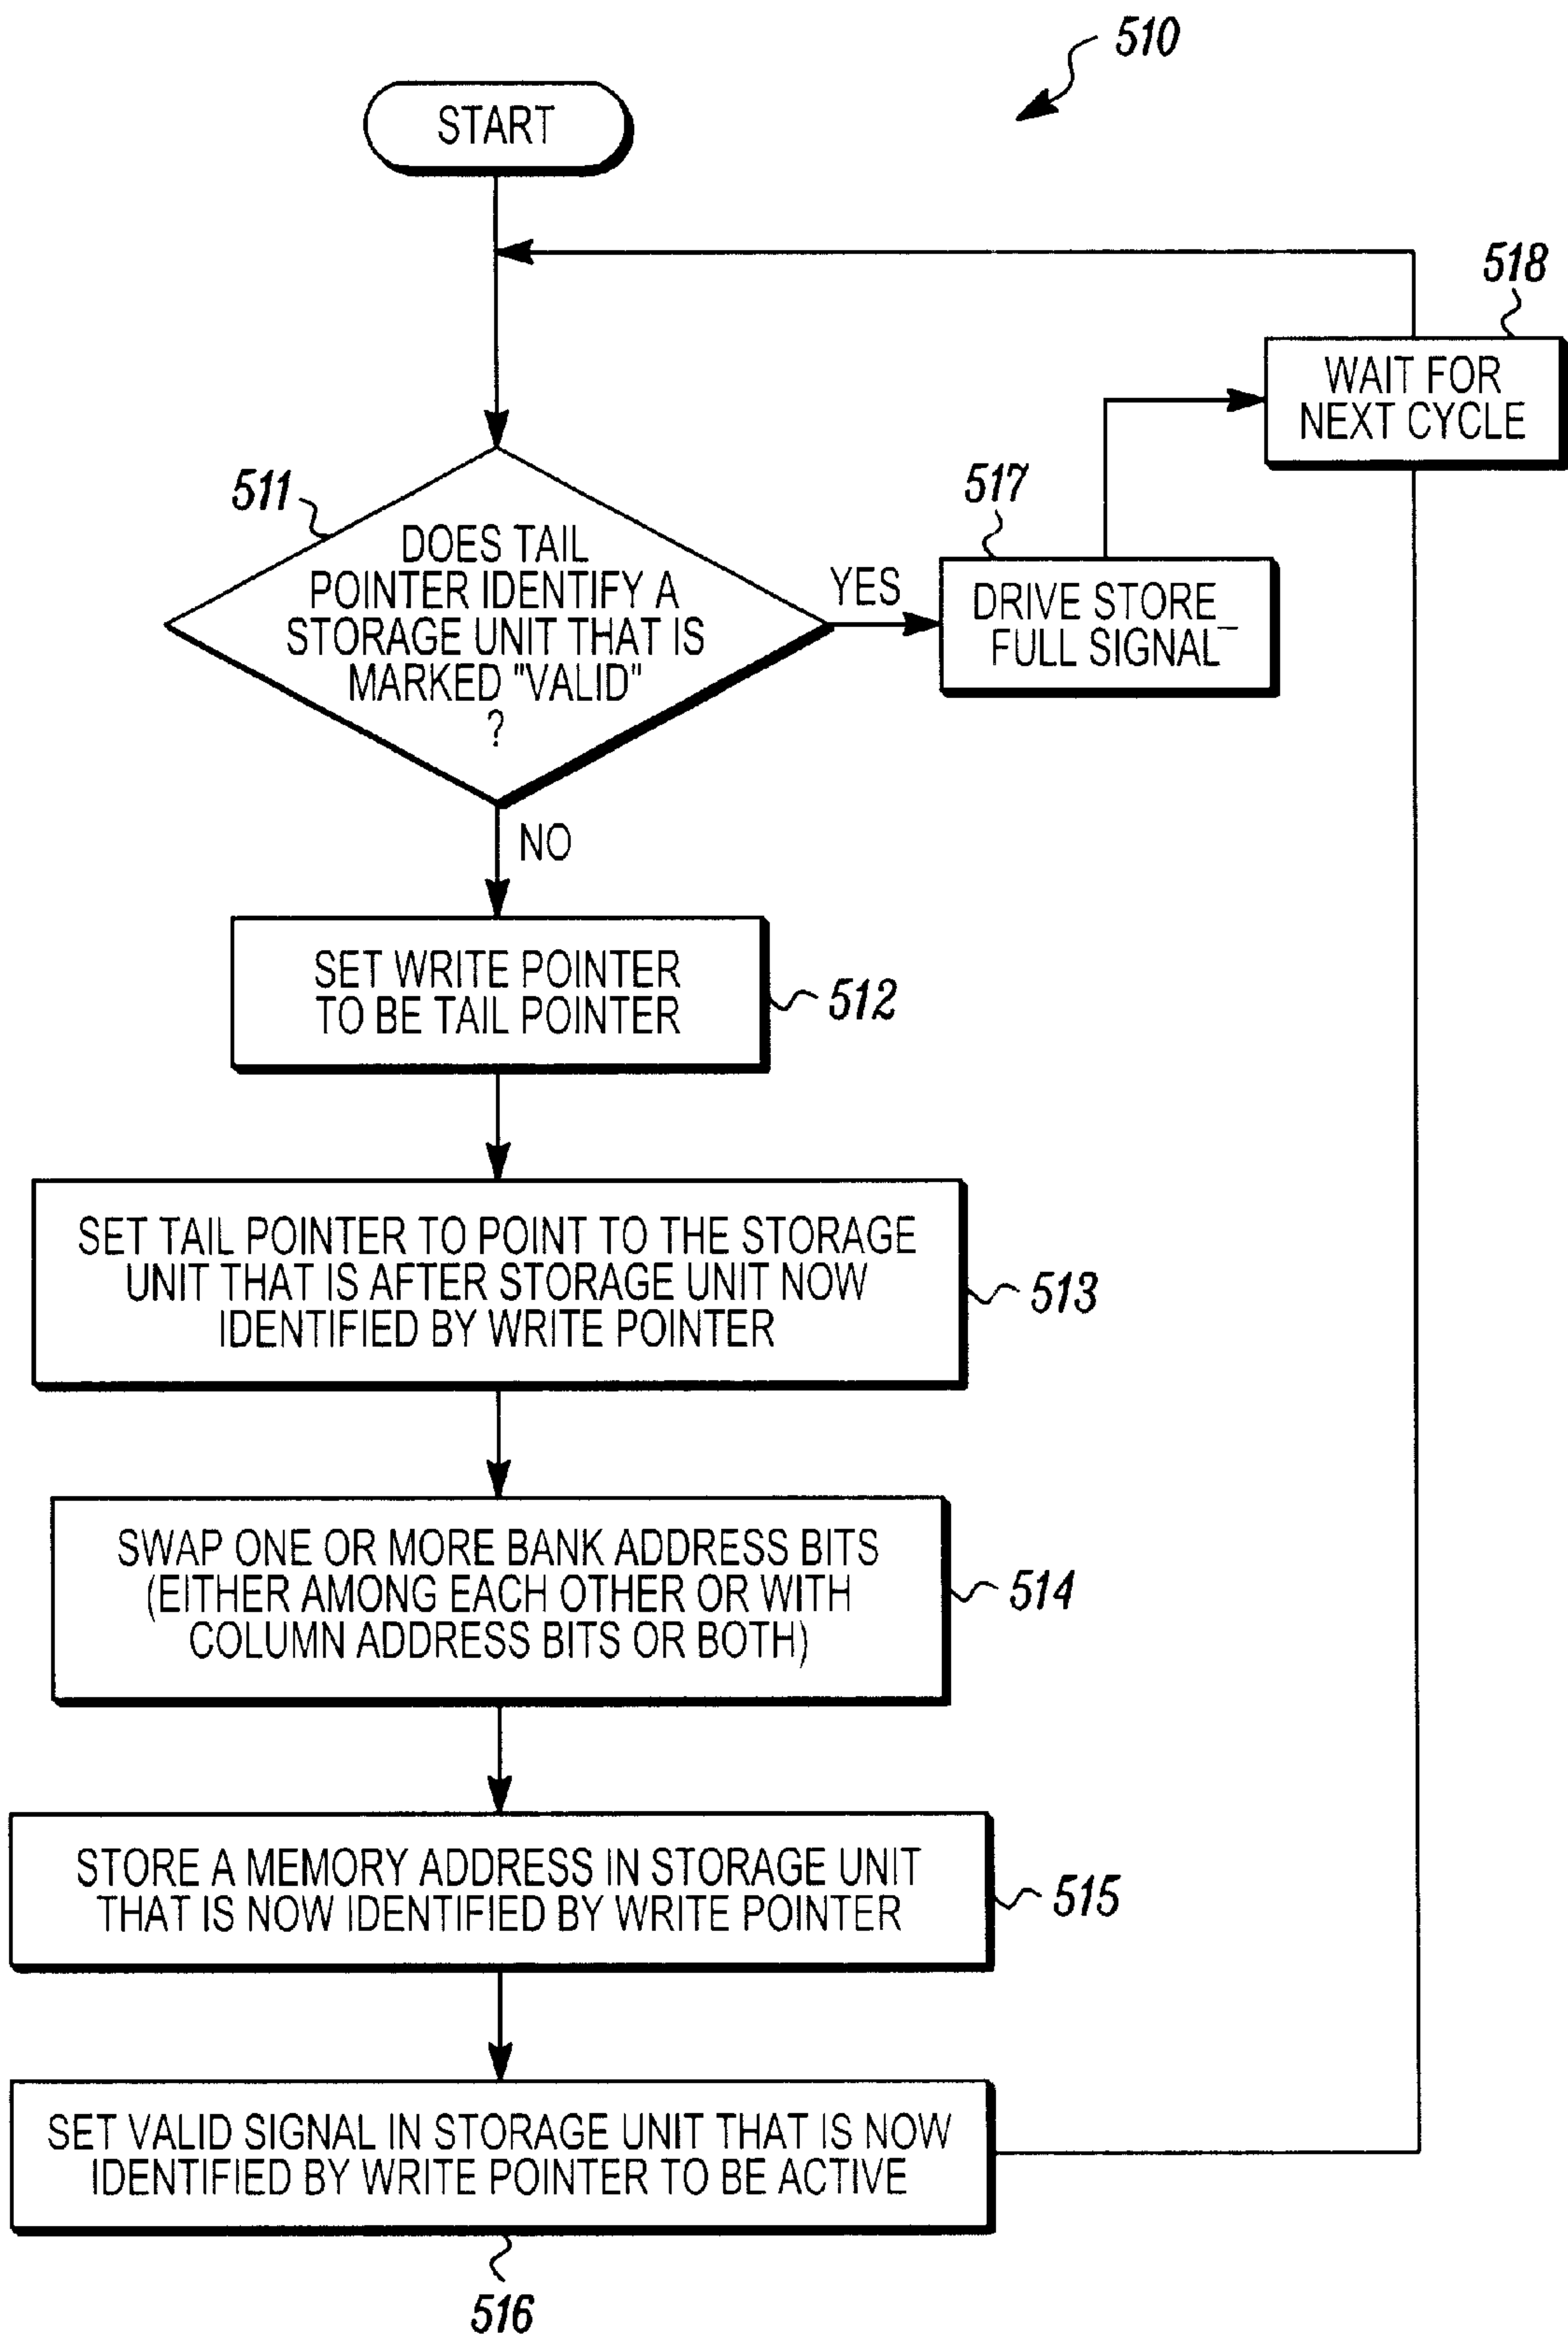 510
START
518
WAIT FOR
NEXT CYCLE
511
DOES TAIL
POINTER IDENTIFY A
STORAGE UNIT THAT IS
MARKED "VALID"
?
YES
517
DRIVE STORE_
FULL SIGNAL
NO
SET WRITE POINTER
TO BE TAIL POINTER
512
SET TAIL POINTER TO POINT TO THE STORAGE
UNIT THAT IS AFTER STORAGE UNIT NOW
IDENTIFIED BY WRITE POINTER
513
SWAP ONE OR MORE BANK ADDRESS BITS
(EITHER AMONG EACH OTHER OR WITH
COLUMN ADDRESS BITS OR BOTH)
514
STORE A MEMORY ADDRESS IN STORAGE UNIT
THAT IS NOW IDENTIFIED BY WRITE POINTER
515
SET VALID SIGNAL IN STORAGE UNIT THAT IS NOW
IDENTIFIED BY WRITE POINTER TO BE ACTIVE
516